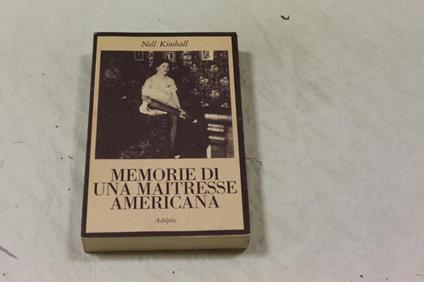 Nell Kimball
MEMORIE DI
UNA MAITRESSE
AMERICANA
Adelphi